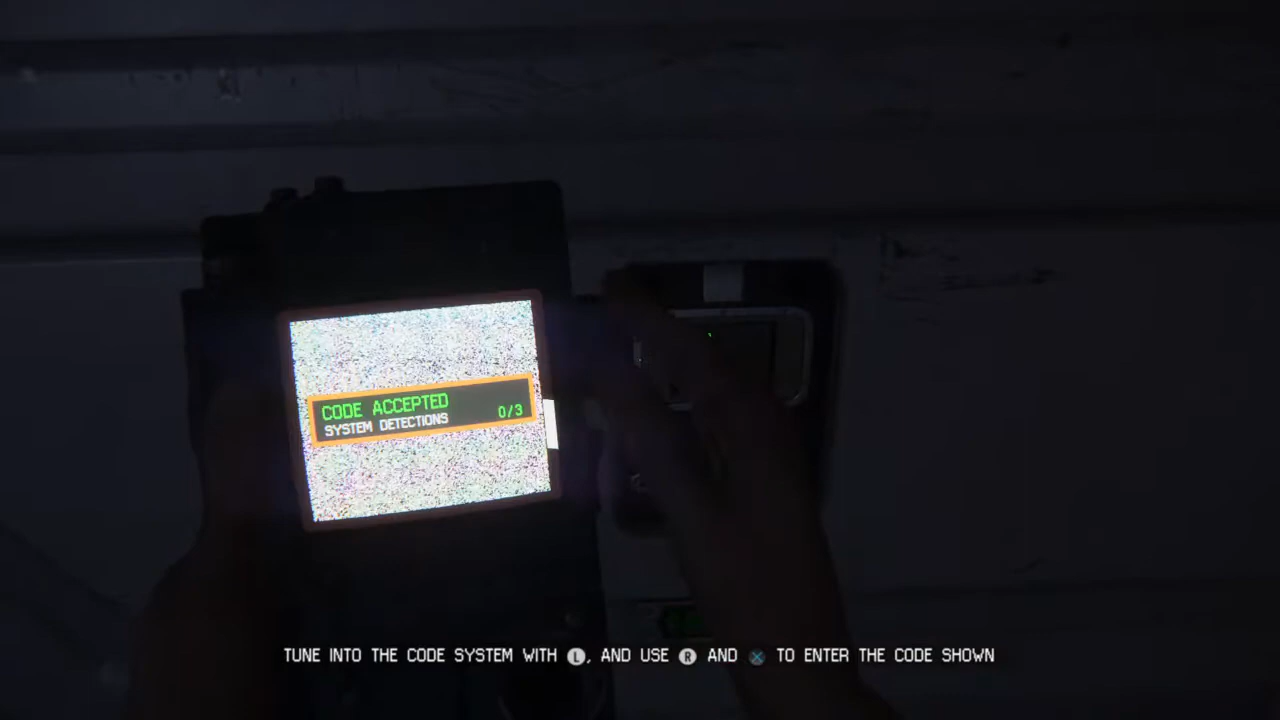 CODE ACCEPTED
SYSTEM DETECTIONS 0/3
TUNE INTO THE CODE SYSTEM WITH L, AND USE R AND X TO ENTER THE CODE SHOWN